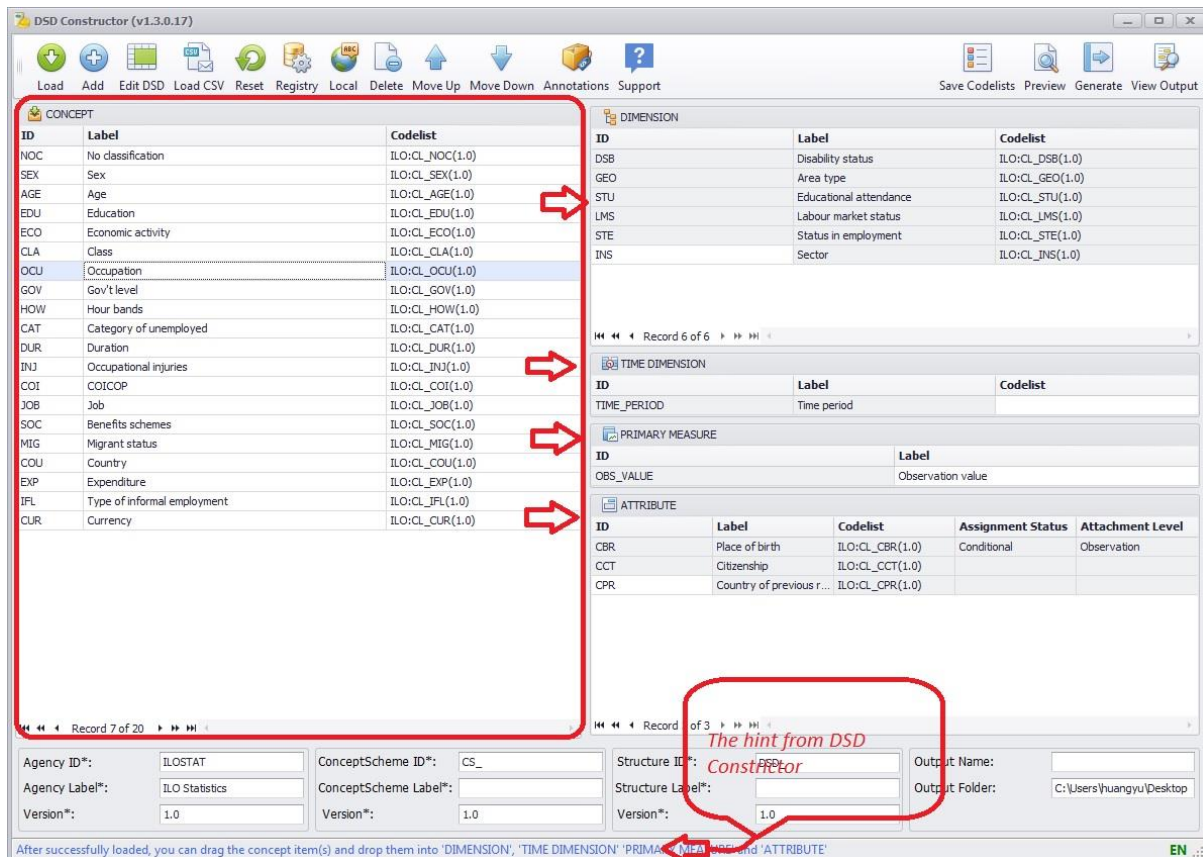 DSD Constructor (v1.3.0.17)
Load Add Edit DSD Load CSV Reset Registry Local Delete Move Up Move Down Annotations Support Save Codelists Preview Generate View Output
CONCEPT
ID Label Codelist
NOC No classification ILO:CL_NOC(1.0)
SEX Sex ILO:CL_SEX(1.0)
AGE Age ILO:CL_AGE(1.0)
EDU Education ILO:CL_EDU(1.0)
ECO Economic activity ILO:CL_ECO(1.0)
CLA Class ILO:CL_CLA(1.0)
OCU Occupation ILO:CL_OCU(1.0)
GOV Gov't level ILO:CL_GOV(1.0)
HOW Hour bands ILO:CL_HOW(1.0)
CAT Category of unemployed ILO:CL_CAT(1.0)
DUR Duration ILO:CL_DUR(1.0)
INJ Occupational injuries ILO:CL_INJ(1.0)
COI COICOP ILO:CL_COI(1.0)
JOB Job ILO:CL_JOB(1.0)
SOC Benefits schemes ILO:CL_SOC(1.0)
MIG Migrant status ILO:CL_MIG(1.0)
COU Country ILO:CL_COU(1.0)
EXP Expenditure ILO:CL_EXP(1.0)
IFL Type of informal employment ILO:CL_IFL(1.0)
CUR Currency ILO:CL_CUR(1.0)
Record 7 of 20
DIMENSION
ID Label Codelist
DSB Disability status ILO:CL_DSB(1.0)
GEO Area type ILO:CL_GEO(1.0)
STU Educational attendance ILO:CL_STU(1.0)
LMS Labour market status ILO:CL_LMS(1.0)
STE Status in employment ILO:CL_STE(1.0)
INS Sector ILO:CL_INS(1.0)
Record 6 of 6
TIME DIMENSION
ID Label Codelist
TIME_PERIOD Time period
PRIMARY MEASURE
ID Label
OBS_VALUE Observation value
ATTRIBUTE
ID Label Codelist Assignment Status Attachment Level
CBR Place of birth ILO:CL_CBR(1.0) Conditional Observation
CCT Citizenship ILO:CL_CCT(1.0)
CPR Country of previous r... ILO:CL_CPR(1.0)
Record of 3
The hint from DSD
Constrictor
Agency ID*: ILOSTAT ConceptScheme ID*: CS_ Structure ID*: Output Name:
Agency Label*: ILO Statistics ConceptScheme Label*: Structure Label*: Output Folder: C:\Users\huangyu\Desktop
Version*: 1.0 Version*: 1.0 Version*: 1.0
After successfully loaded, you can drag the concept item(s) and drop them into 'DIMENSION', 'TIME DIMENSION' 'PRIMARY MEASURE' and 'ATTRIBUTE' EN